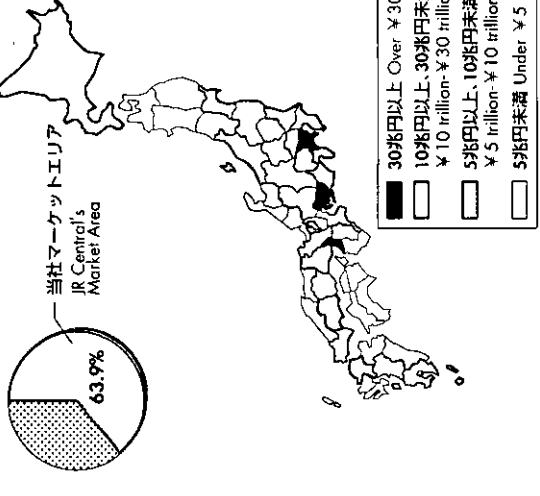 当社マーケットエリア
JR Central's
Market Area
63.9%
30兆円以上 Over ¥30
10兆円以上、30兆円未
¥10 trillion-¥30 trillion
5兆円以上、10兆円未満
¥5 trillion-¥10 trillion
5兆円未満 Under ¥5